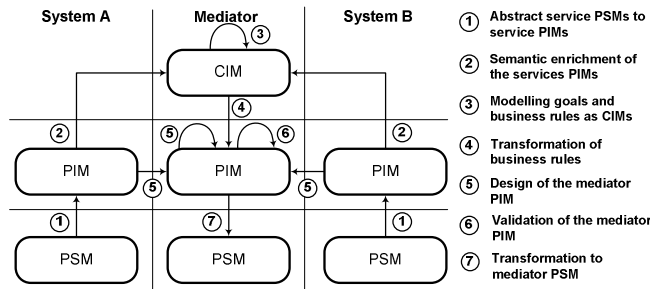 System A
Mediator
System B
3
CIM
4
2
5
6
2
PIM
PIM
PIM
5
5
1
7
1
PSM
PSM
PSM
1 Abstract service PSMs to
service PIMs
2 Semantic enrichment of
the services PIMs
3 Modelling goals and
business rules as CIMs
4 Transformation of
business rules
5 Design of the mediator
PIM
6 Validation of the mediator
PIM
7 Transformation to
mediator PSM